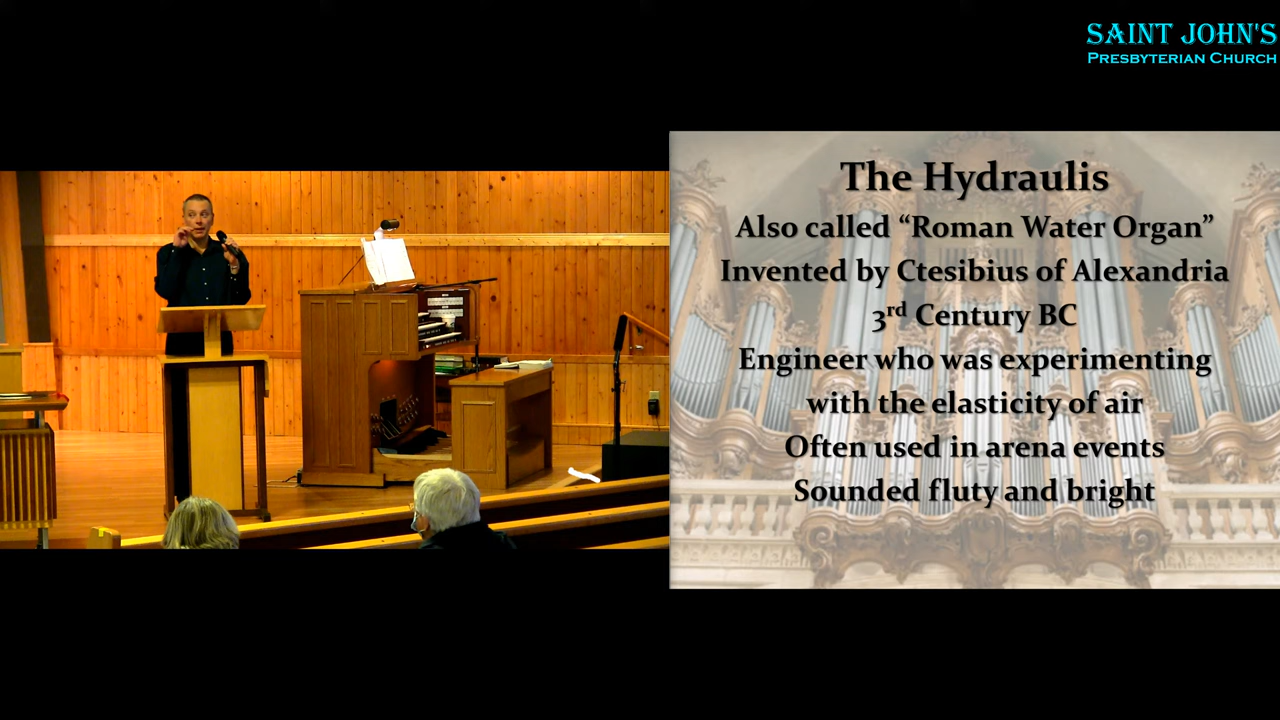 SAINT JOHN'S
PRESBYTERIAN CHURCH
The Hydraulis
Also called “Roman Water Organ”
Invented by Ctesibius of Alexandria
3rd Century BC
Engineer who was experimenting
with the elasticity of air
Often used in arena events
Sounded fluty and bright